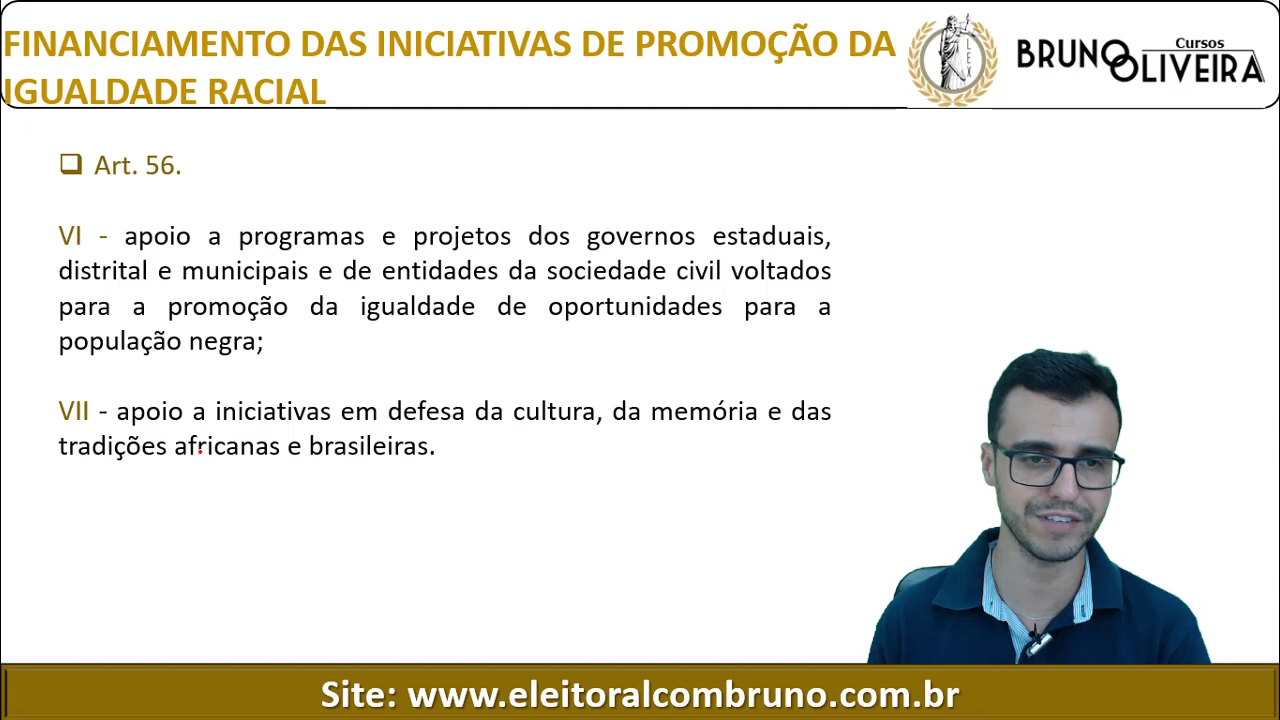 FINANCIAMENTO DAS INICIATIVAS DE PROMOÇÃO DA
IGUALDADE RACIAL
LEX
Cursos
BRUNO
OLIVEIRA
Art. 56.
VI - apoio a programas e projetos dos governos estaduais,
distrital e municipais e de entidades da sociedade civil voltados
para a promoção da igualdade de oportunidades para a
população negra;
VII - apoio a iniciativas em defesa da cultura, da memória e das
tradições africanas e brasileiras.
Site: www.eleitoralcombruno.com.br